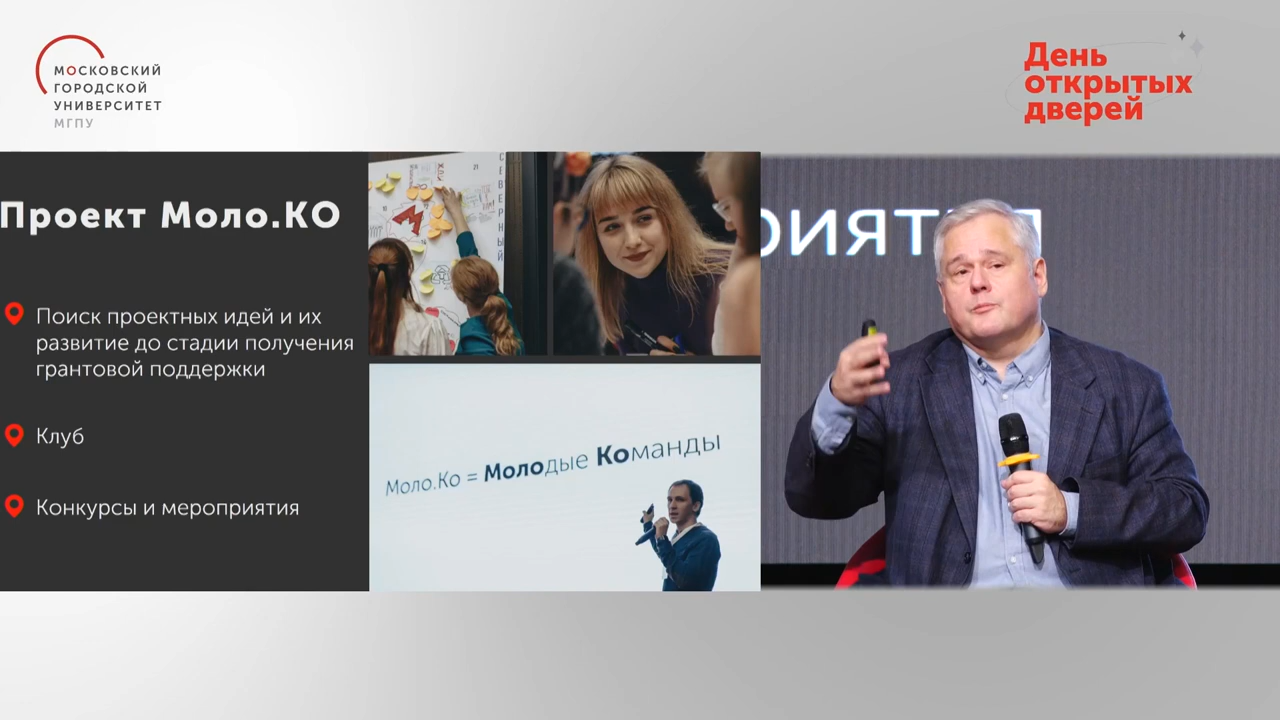 МОСКОВСКИЙ
ГОРОДСКОЙ
УНИВЕРСИТЕТ
МГПУ
День
открытых
дверей
Проект Моло.КО
Поиск проектных идей и их
развитие до стадии получения
грантовой поддержки
Клуб
Конкурсы и мероприятия
СЕВЕРНЫЙ
Моло.Ко = Молодые Команды